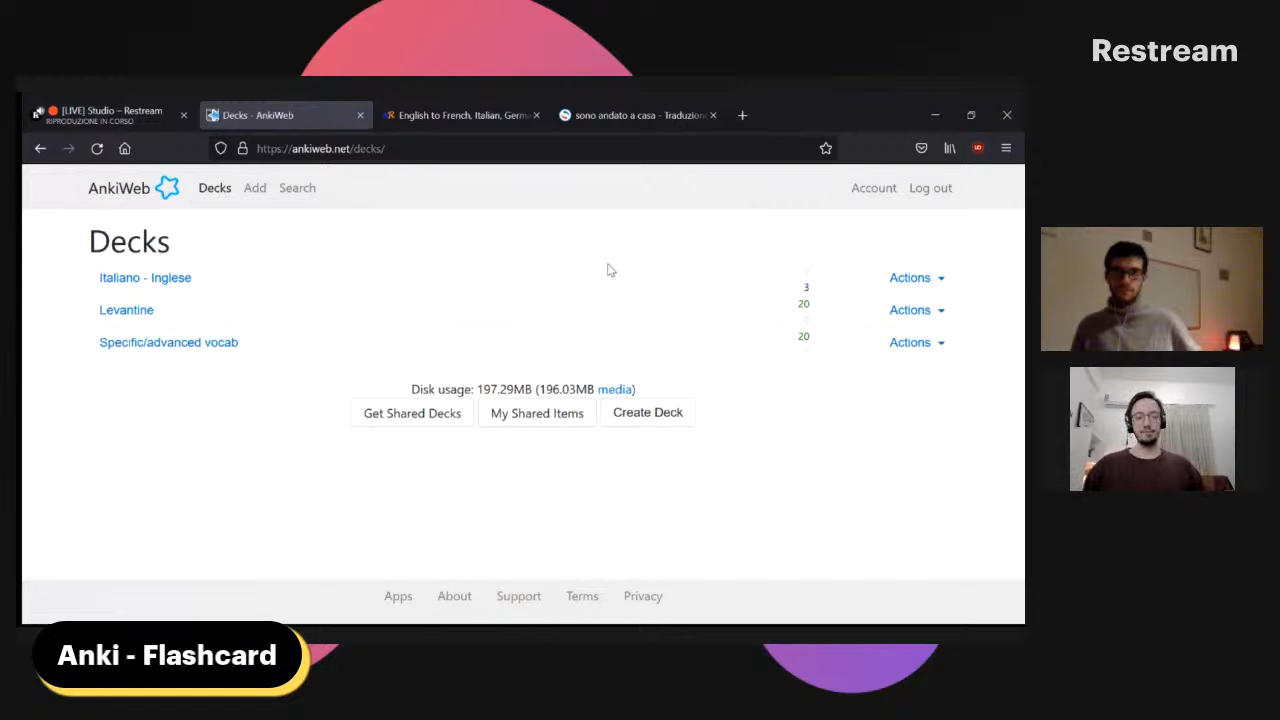 Restream
[LIVE] Studio – Restream
RIPRODUZIONE IN CORSO
Decks - AnkiWeb
English to French, Italian, Germ
sono andato a casa - Traduzion
https://ankiweb.net/decks/
AnkiWeb Decks Add Search Account Log out
Decks
Italiano - Inglese Actions
3
Levantine 20 Actions
Specific/advanced vocab 20 Actions
Disk usage: 197.29MB (196.03MB media)
Get Shared Decks My Shared Items Create Deck
Apps About Support Terms Privacy
Anki - Flashcard